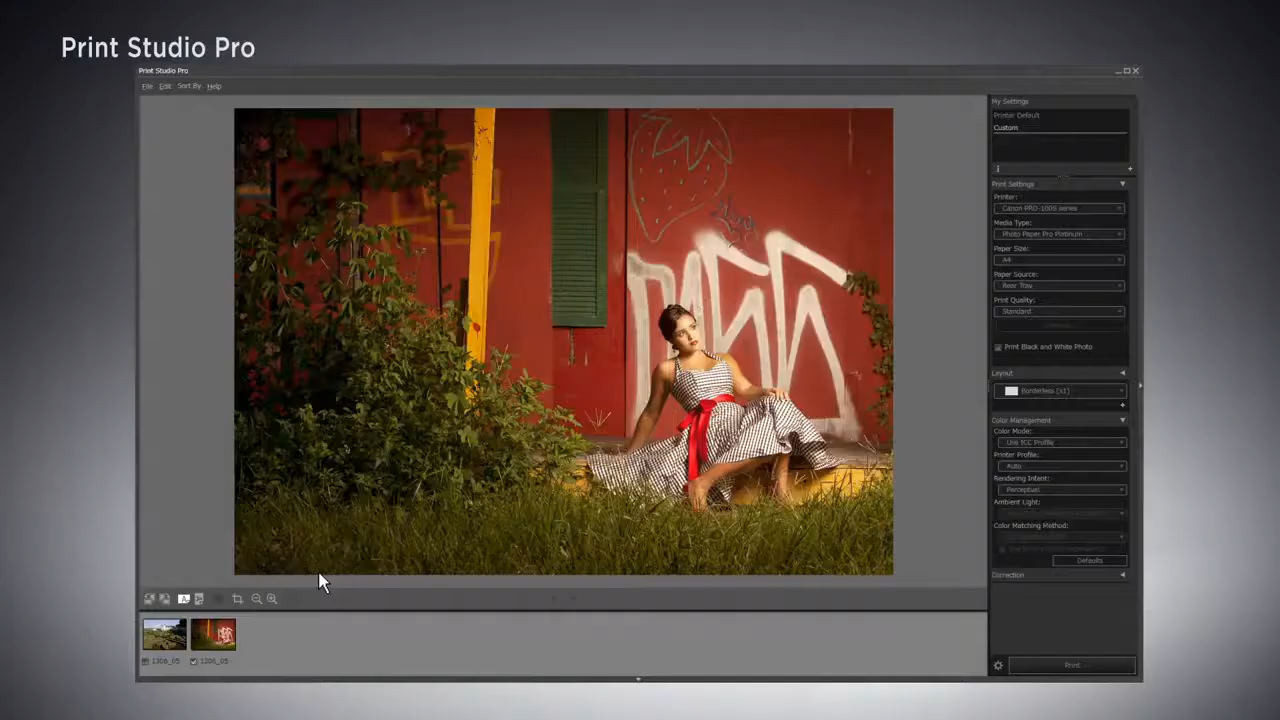 Print Studio Pro
Print Studio Pro
File Edit Sort By Help
My Settings
Printer Default
Custom
Print Settings
Printer:
Canon PRO-100S series
Media Type:
Photo Paper Pro Platinum
Paper Size:
A4
Paper Source:
Rear Tray
Print Quality:
Standard
Print Black and White Photo
Layout
Borderless (x1)
Color Management
Color Mode:
Use ICC Profile
Printer Profile:
Auto
Rendering Intent:
Perceptual
Ambient Light:
Color Matching Method:
Defaults
Correction
1306_05 1306_05
Print